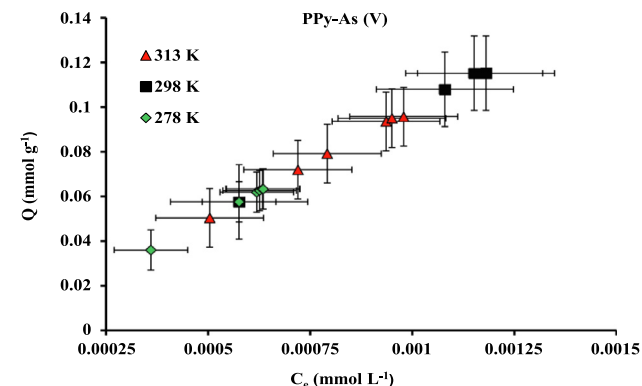 PPy-As (V)
0.14
0.12
0.1
0.08
0.06
0.04
0.02
0
Q (mmol g-1)
313 K
298 K
278 K
0.00025
0.0005
0.00075
0.001
0.00125
0.0015
Ce (mmol L-1)